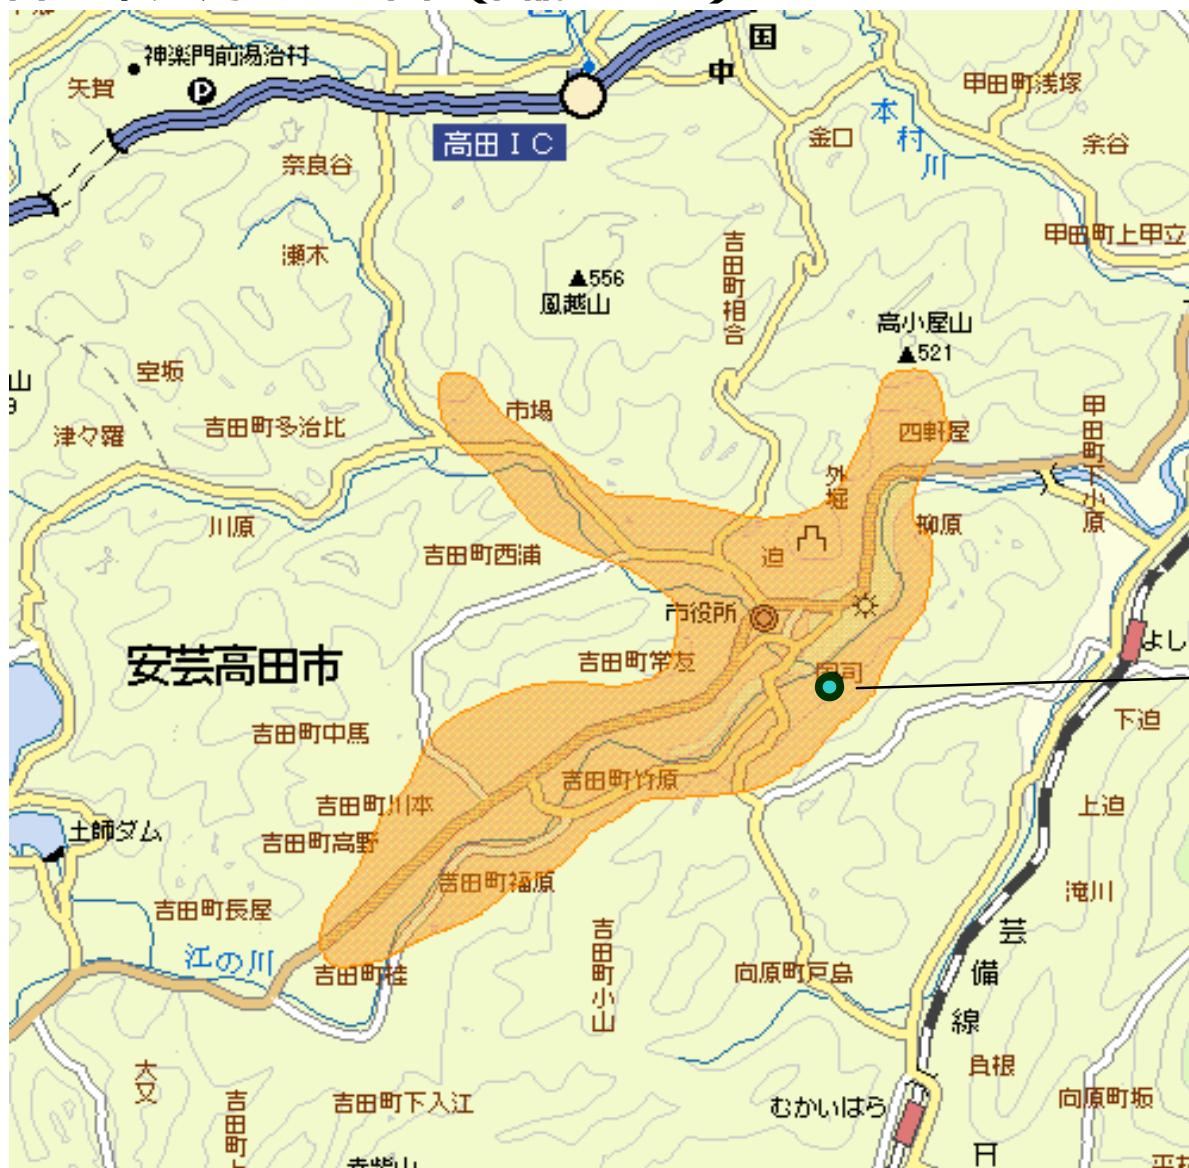 神楽門前湯治村
矢賀
P
国
中
高田IC
甲田町浅塚
本村川
金口
余谷
奈良谷
瀬木
吉田町相合
甲田町上甲立
▲556
風越山
高小屋山
▲521
空坂
山
9
津々羅
吉田町多治比
市場
四軒屋
甲田町下小原
外堀
川原
吉田町西浦
迫
柳原
市役所
安芸高田市
吉田町常友
国司
よし
吉田町中馬
下迫
吉田町竹原
吉田町川本
上迫
土師ダム
吉田町高野
吉田町福原
滝川
吉田町長屋
江の川
吉田町桂
吉田町小山
向原町戸島
芸備線
大又
吉田町下入江
吉田町上
むかいはら
負根
向原町坂